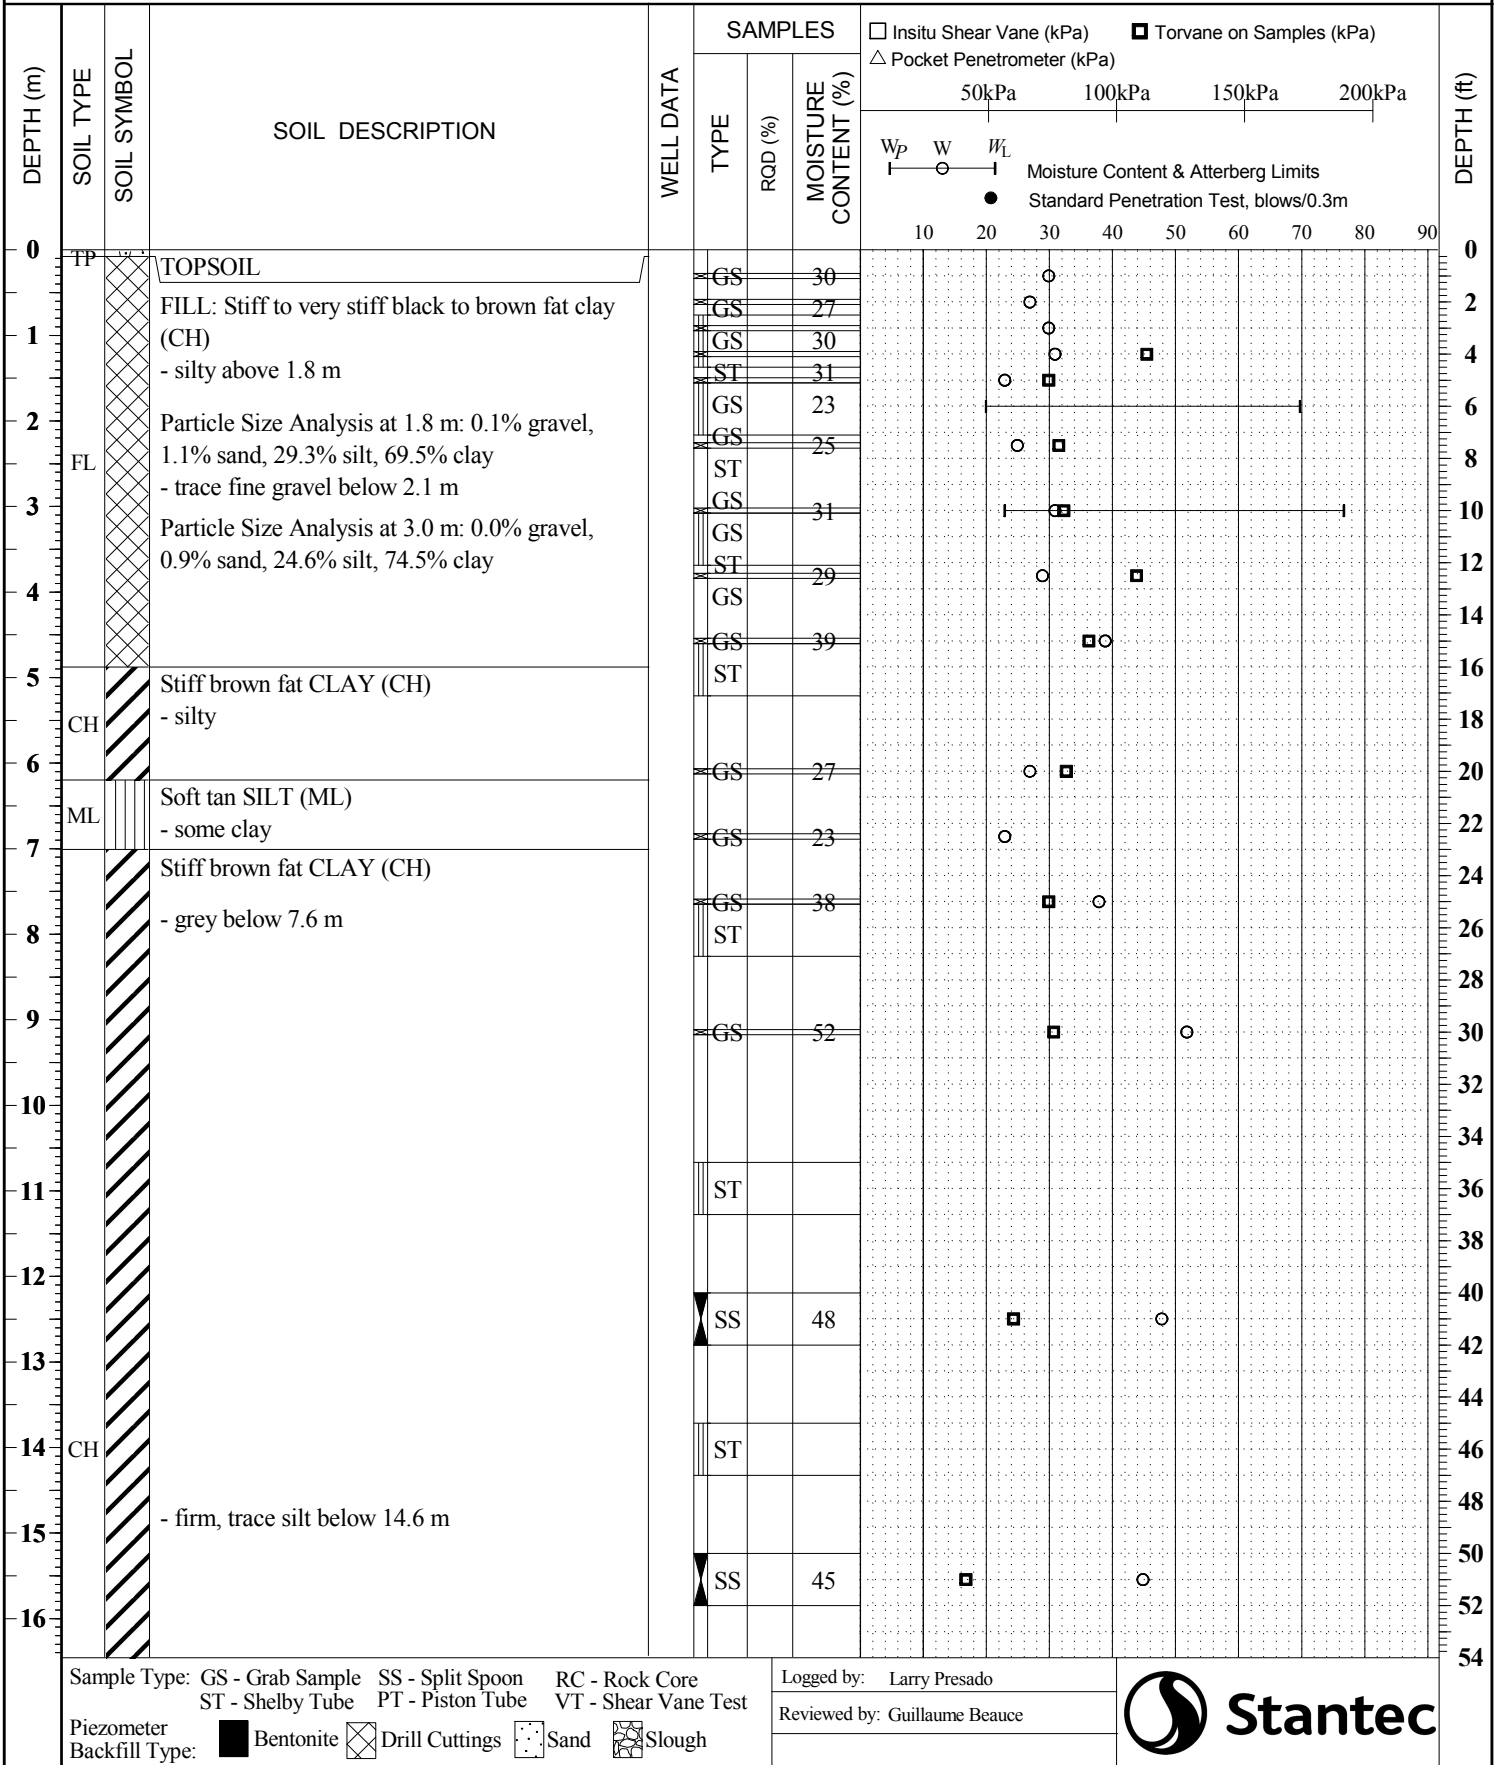 DEPTH (m)
SOIL TYPE
SOIL SYMBOL
SOIL DESCRIPTION
WELL DATA
SAMPLES
TYPE
RQD (%)
MOISTURE
CONTENT (%)
Insitu Shear Vane (kPa)
Torvane on Samples (kPa)
Pocket Penetrometer (kPa)
50kPa 100kPa 150kPa 200kPa
WP W WL
Moisture Content & Atterberg Limits
Standard Penetration Test, blows/0.3m
10 20 30 40 50 60 70 80 90
DEPTH (ft)
0
1
2
3
4
5
6
7
8
9
10
11
12
13
14
15
16
TP
FL
CH
ML
CH
TOPSOIL
FILL: Stiff to very stiff black to brown fat clay
(CH)
- silty above 1.8 m
Particle Size Analysis at 1.8 m: 0.1% gravel,
1.1% sand, 29.3% silt, 69.5% clay
- trace fine gravel below 2.1 m
Particle Size Analysis at 3.0 m: 0.0% gravel,
0.9% sand, 24.6% silt, 74.5% clay
Stiff brown fat CLAY (CH)
- silty
Soft tan SILT (ML)
- some clay
Stiff brown fat CLAY (CH)
- grey below 7.6 m
- firm, trace silt below 14.6 m
GS 30
GS 27
GS 30
ST 31
GS 23
GS 25
ST
GS 31
GS
ST 29
GS
GS 39
ST
GS 27
GS 23
GS 38
ST
GS 52
ST
SS 48
ST
SS 45
0
2
4
6
8
10
12
14
16
18
20
22
24
26
28
30
32
34
36
38
40
42
44
46
48
50
52
54
Sample Type: GS - Grab Sample SS - Split Spoon RC - Rock Core
ST - Shelby Tube PT - Piston Tube VT - Shear Vane Test
Piezometer
Backfill Type: Bentonite Drill Cuttings Sand Slough
Logged by: Larry Presado
Reviewed by: Guillaume Beauce
Stantec